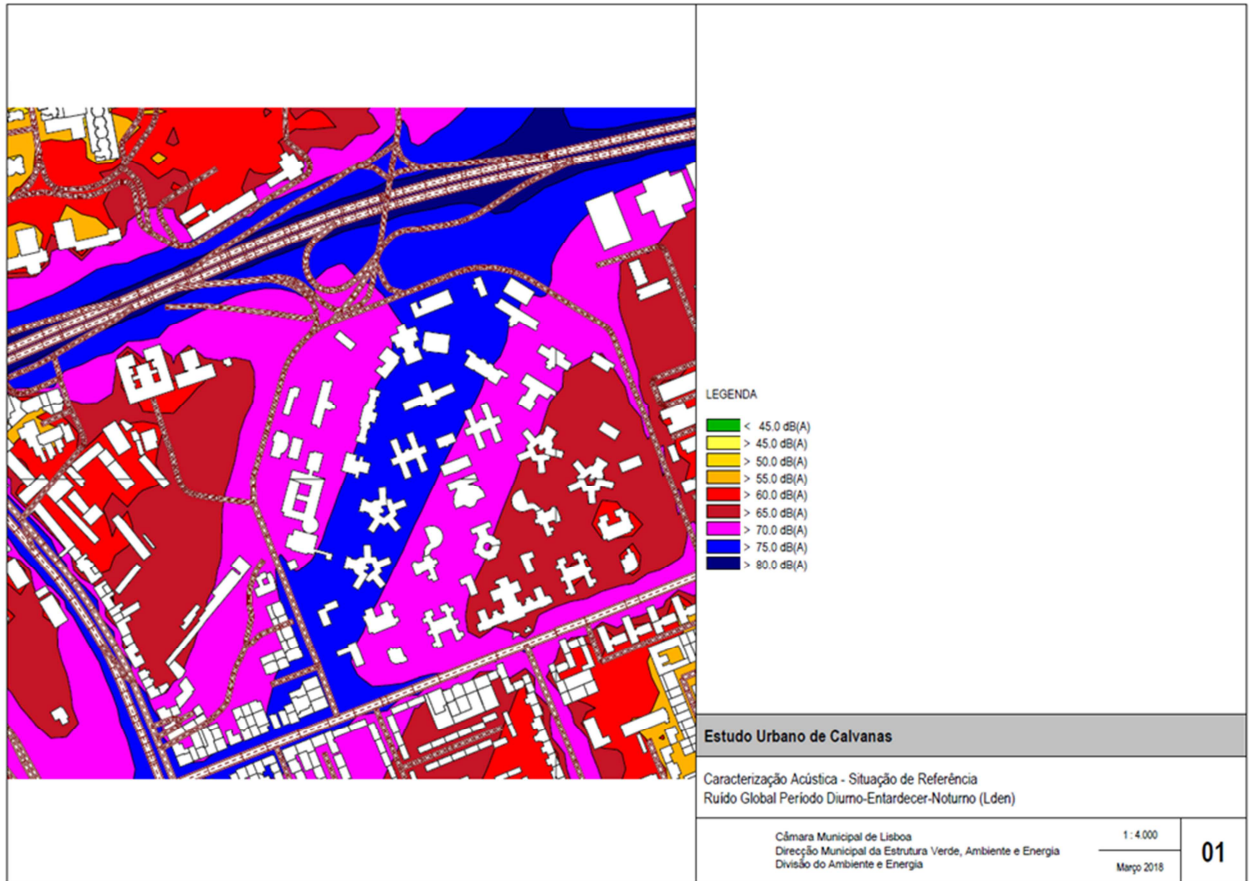 LEGENDA
< 45.0 dB(A)
> 45.0 dB(A)
> 50.0 dB(A)
> 55.0 dB(A)
> 60.0 dB(A)
> 65.0 dB(A)
> 70.0 dB(A)
> 75.0 dB(A)
> 80.0 dB(A)
Estudo Urbano de Calvanas
Caracterização Acústica - Situação de Referência
Ruído Global Período Diurno-Entardecer-Noturno (Lden)
Câmara Municipal de Lisboa
Direcção Municipal da Estrutura Verde, Ambiente e Energia
Divisão do Ambiente e Energia
1 : 4.000
Março 2018
01